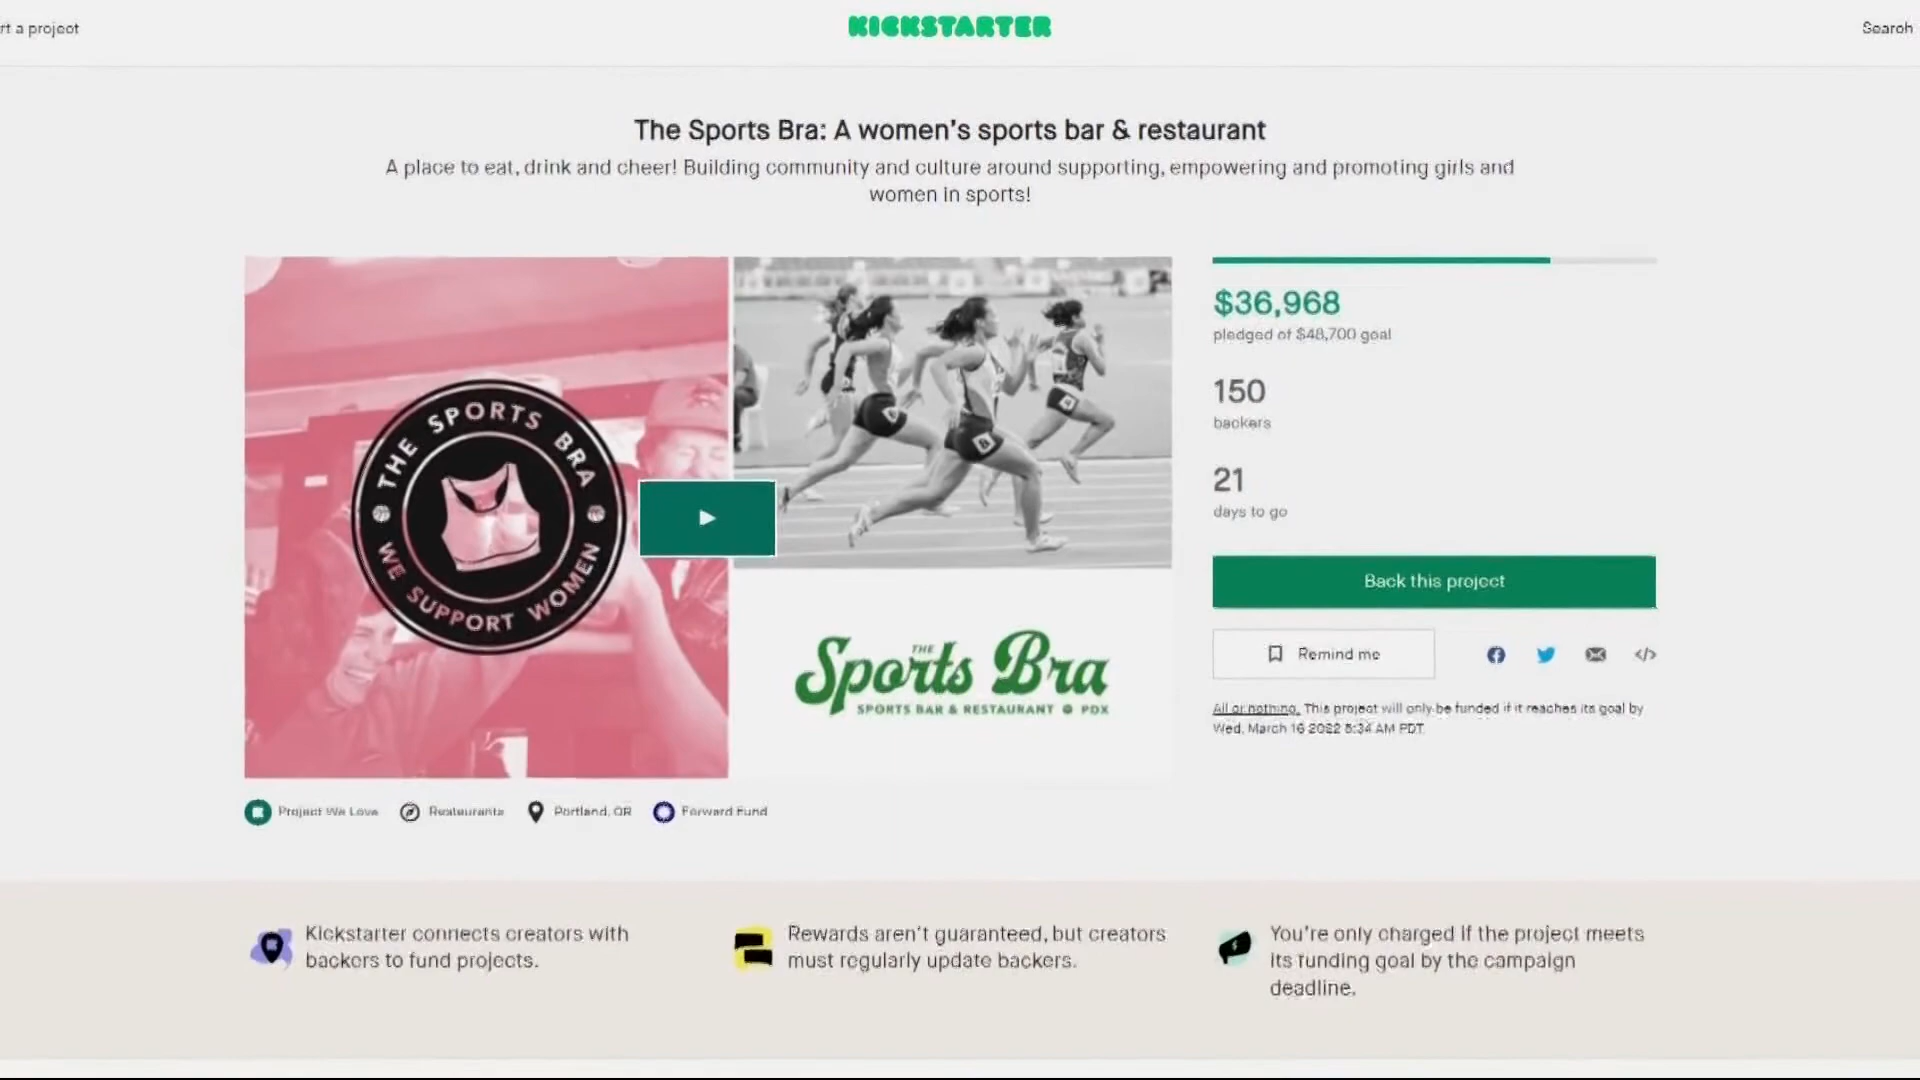 rt a project
KICKSTARTER
Search
The Sports Bra: A women's sports bar & restaurant
A place to eat, drink and cheer! Building community and culture around supporting, empowering and promoting girls and
women in sports!
THE SPORTS BRA
WE SUPPORT WOMEN
THE
Sports Bra
SPORTS BAR & RESTAURANT PDX
$36,968
pledged of $48,700 goal
150
backers
21
days to go
Back this project
Remind me
All or nothing. This project will only be funded if it reaches its goal by
Wed, March 16 2022 5:34 AM PDT.
Project We Love
Restaurants
Portland, OR
Forward Fund
Kickstarter connects creators with
backers to fund projects.
Rewards aren't guaranteed, but creators
must regularly update backers.
You're only charged if the project meets
its funding goal by the campaign
deadline.